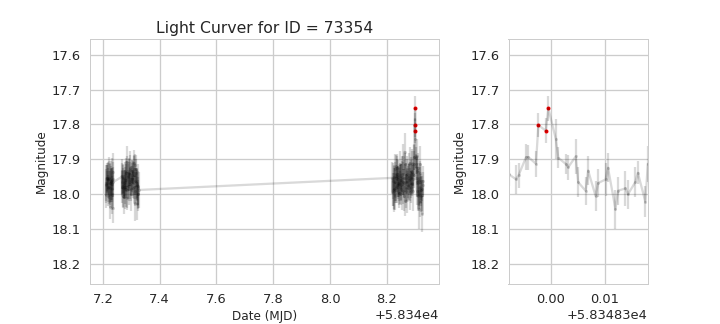 Light Curver for ID = 73354
17.6
17.7
17.8
17.9
18.0
18.1
18.2
Magnitude
7.2 7.4 7.6 7.8 8.0 8.2
Date (MJD) +5.834e4
17.6
17.7
17.8
17.9
18.0
18.1
18.2
Magnitude
0.00 0.01
+5.83483e4